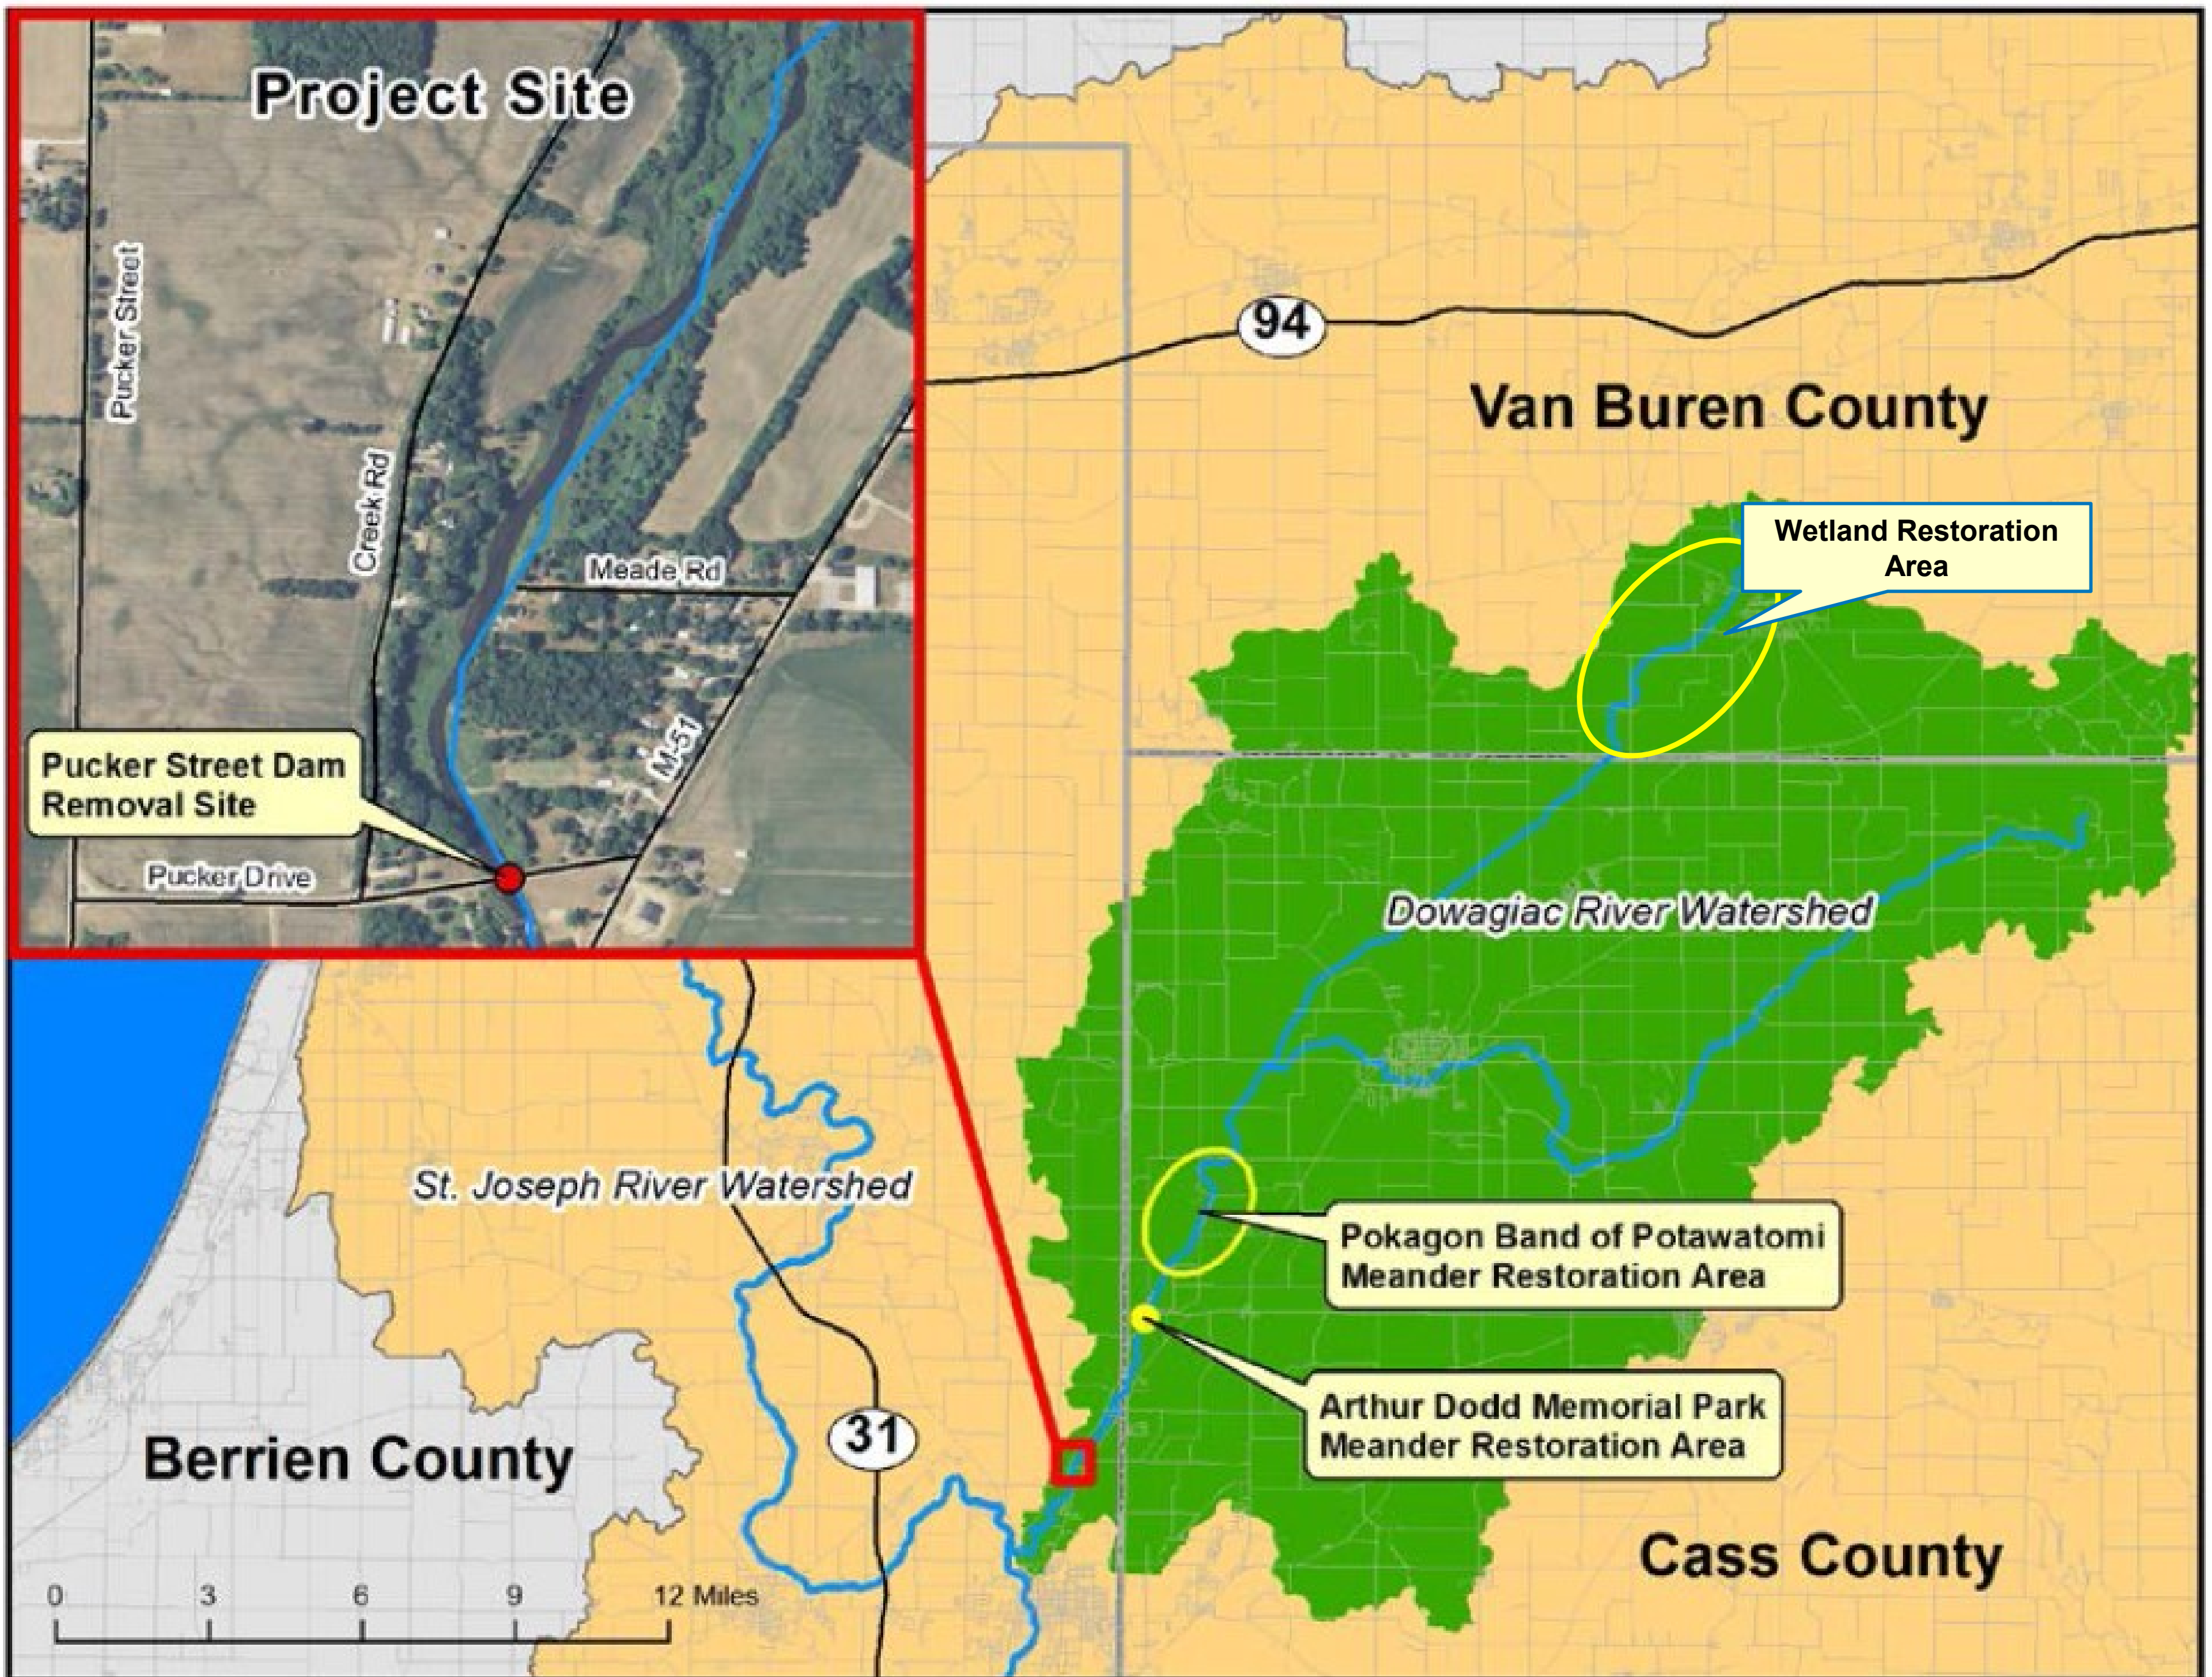 Project Site
Pucker Street
Creek Rd
Meade Rd
M-51
Pucker Street Dam
Removal Site
Pucker Drive
94
Van Buren County
Wetland Restoration
Area
Dowagiac River Watershed
St. Joseph River Watershed
Pokagon Band of Potawatomi
Meander Restoration Area
Arthur Dodd Memorial Park
Meander Restoration Area
31
Berrien County
Cass County
0 3 6 9 12 Miles